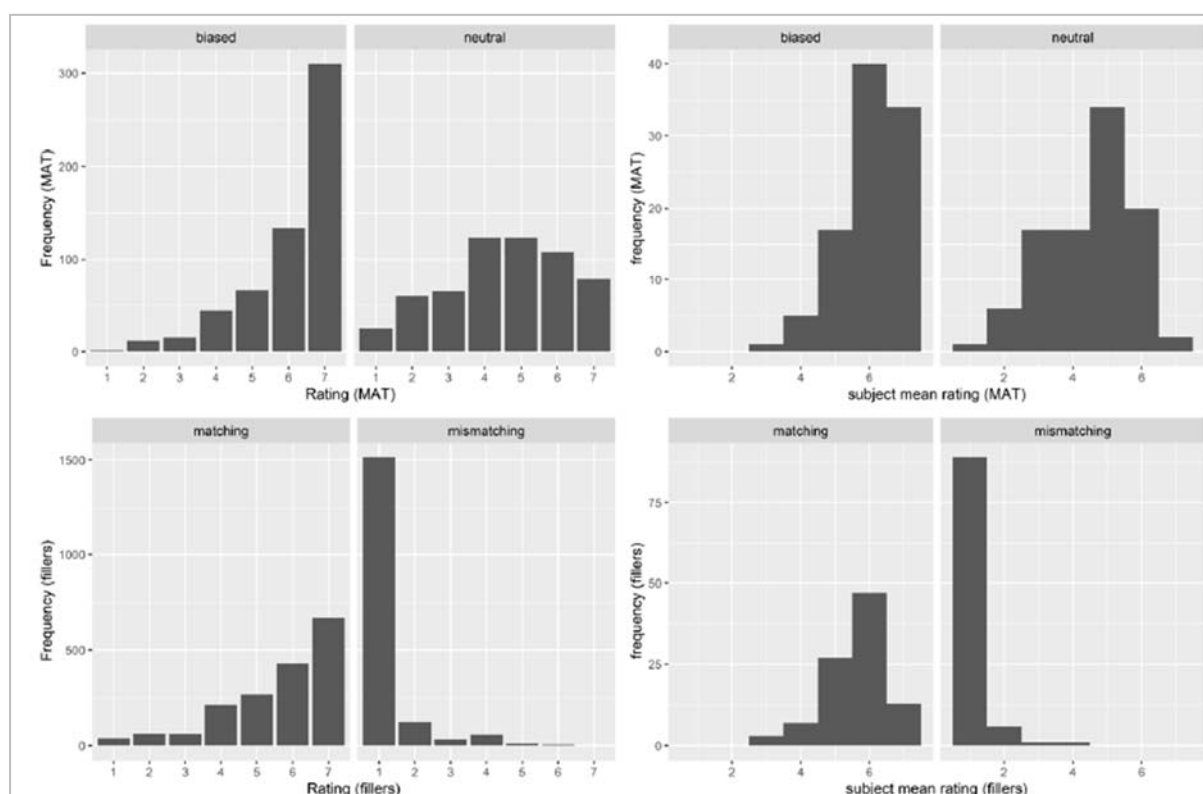 biased
neutral
Frequency (MAT)
300
200
100
0
1 2 3 4 5 6 7
1 2 3 4 5 6 7
Rating (MAT)
biased
neutral
frequency (MAT)
40
30
20
10
0
2 4 6
2 4 6
subject mean rating (MAT)
matching
mismatching
Frequency (fillers)
1500
1000
500
0
1 2 3 4 5 6 7
1 2 3 4 5 6 7
Rating (fillers)
matching
mismatching
frequency (fillers)
75
50
25
0
2 4 6
2 4 6
subject mean rating (fillers)